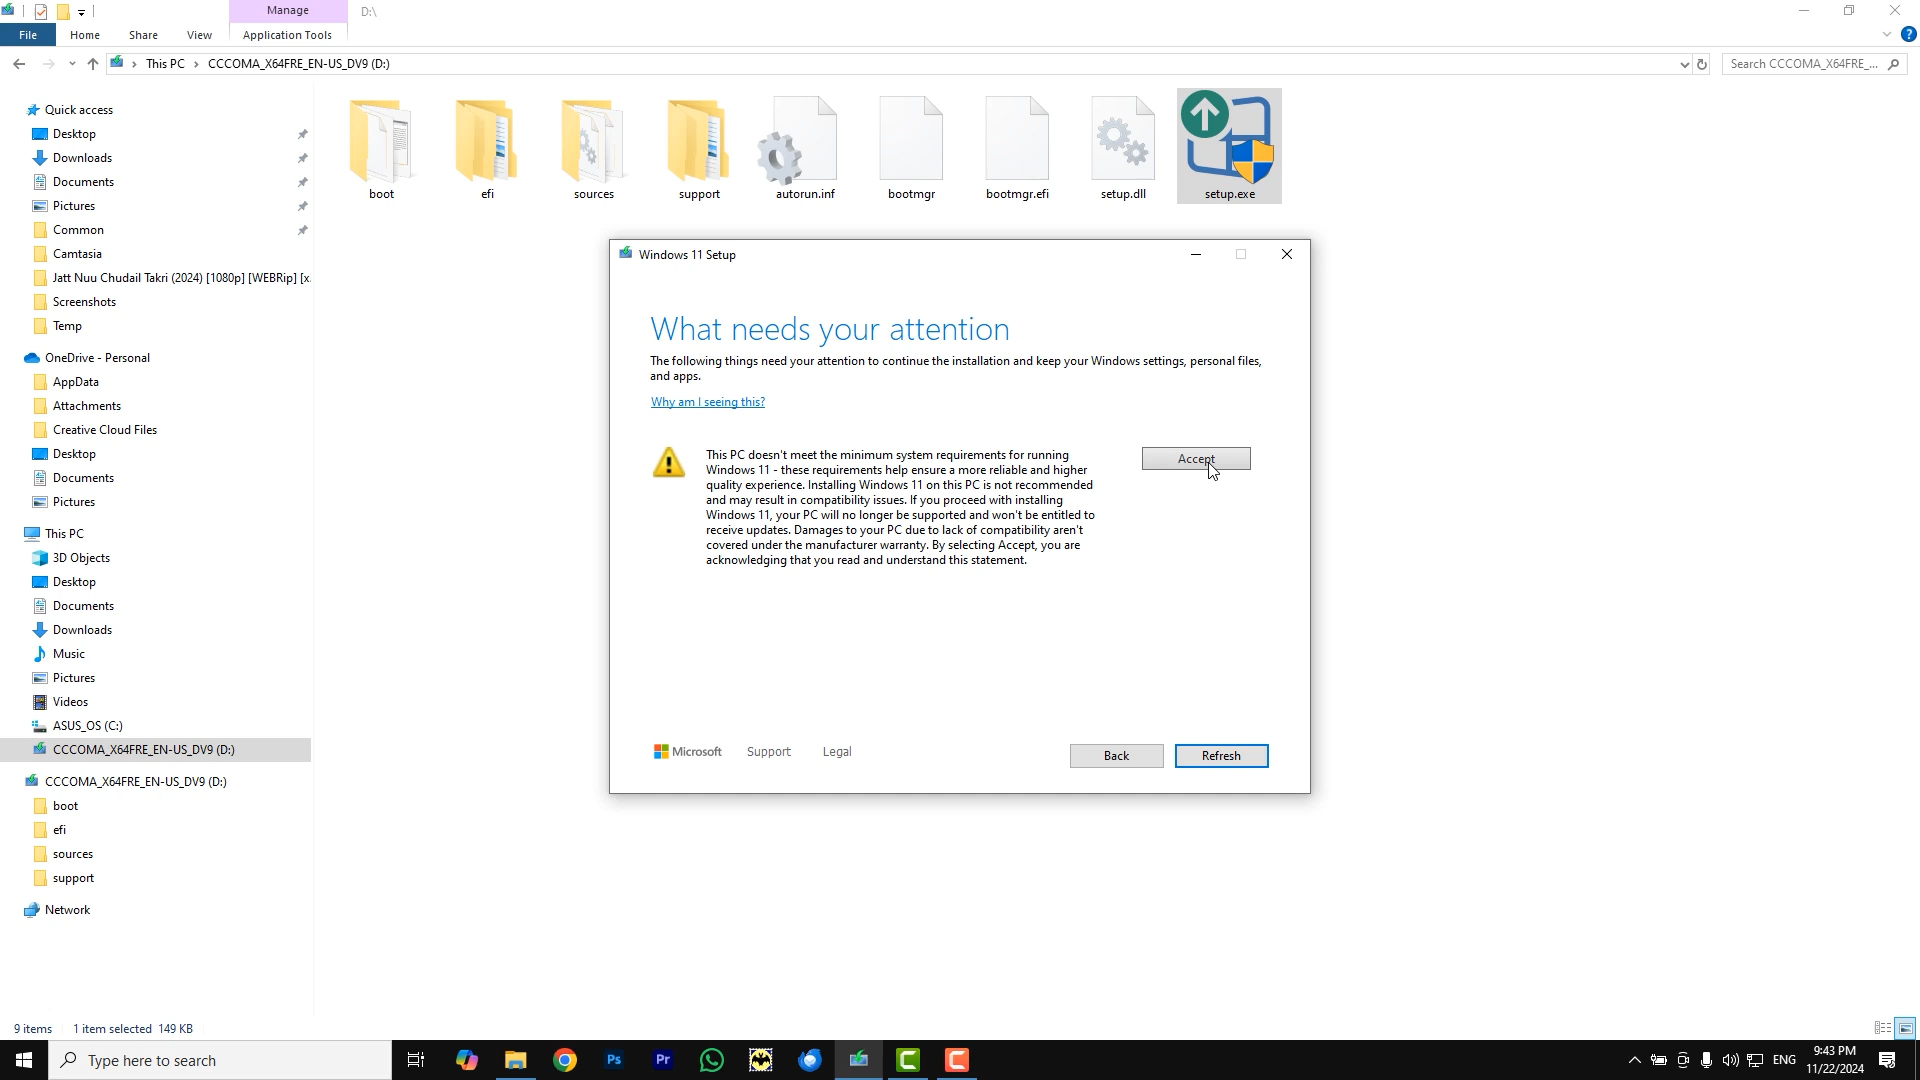 Manage
D:\
File
Home
Share
View
Application Tools
This PC
CCCOMA_X64FRE_EN-US_DV9 (D:)
Search CCCOMA_X64FRE_...
Quick access
Desktop
Downloads
Documents
Pictures
Common
Camtasia
Jatt Nuu Chudail Takri (2024) [1080p] [WEBRip] [x.
Screenshots
Temp
OneDrive - Personal
AppData
Attachments
Creative Cloud Files
Desktop
Documents
Pictures
This PC
3D Objects
Desktop
Documents
Downloads
Music
Pictures
Videos
ASUS_OS (C:)
CCCOMA_X64FRE_EN-US_DV9 (D:)
CCCOMA_X64FRE_EN-US_DV9 (D:)
boot
efi
sources
support
Network
boot
efi
sources
support
autorun.inf
bootmgr
bootmgr.efi
setup.dll
setup.exe
Windows 11 Setup
What needs your attention
The following things need your attention to continue the installation and keep your Windows settings, personal files,
and apps.
Why am I seeing this?
This PC doesn't meet the minimum system requirements for running
Windows 11 - these requirements help ensure a more reliable and higher
quality experience. Installing Windows 11 on this PC is not recommended
and may result in compatibility issues. If you proceed with installing
Windows 11, your PC will no longer be supported and won't be entitled to
receive updates. Damages to your PC due to lack of compatibility aren't
covered under the manufacturer warranty. By selecting Accept, you are
acknowledging that you read and understand this statement.
Accept
Microsoft
Support
Legal
Back
Refresh
9 items
1 item selected 149 KB
Type here to search
Ps
Pr
ENG
9:43 PM
11/22/2024